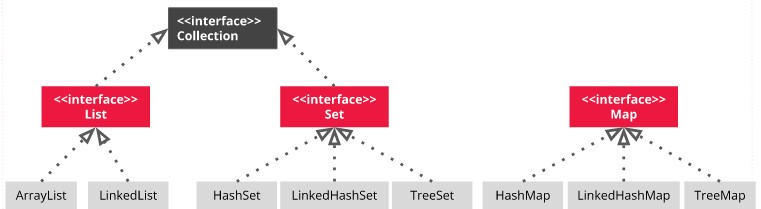 <<interface>>
Collection
<<interface>>
List
<<interface>>
Set
<<interface>>
Map
ArrayList
LinkedList
HashSet
LinkedHashSet
TreeSet
HashMap
LinkedHashMap
TreeMap